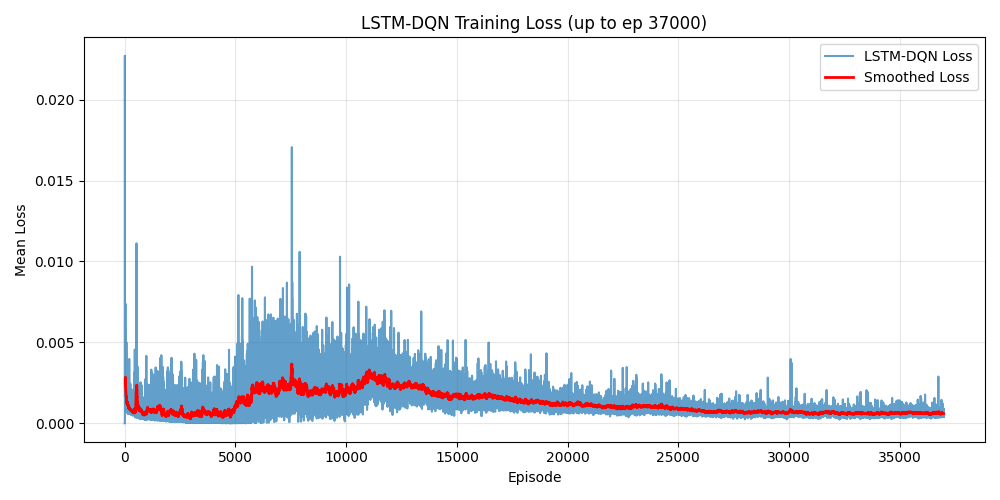 LSTM-DQN Training Loss (up to ep 37000)
LSTM-DQN Loss
Smoothed Loss
Mean Loss
0.020
0.015
0.010
0.005
0.000
0 5000 10000 15000 20000 25000 30000 35000
Episode